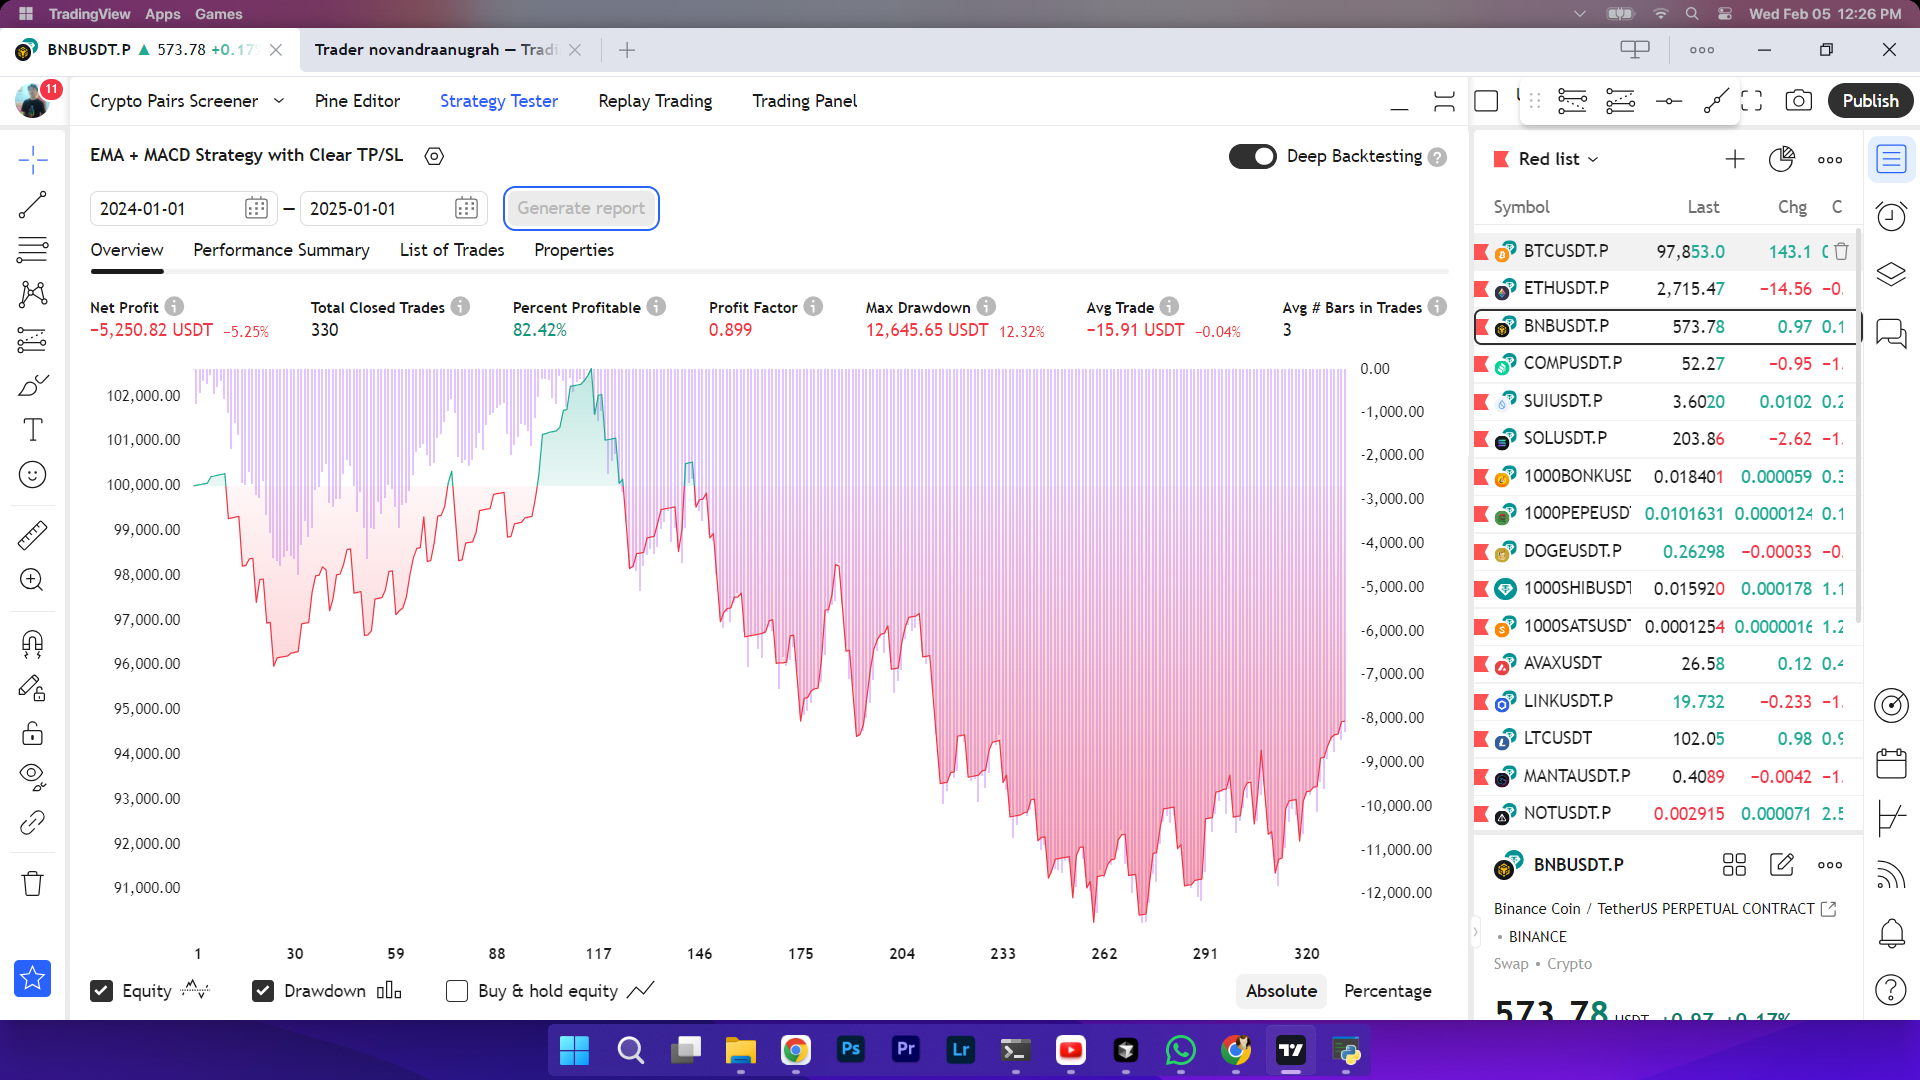 TradingView Apps Games
Wed Feb 05 12:26 PM
BNBUSDT.P ▲ 573.78 +0.17
Trader novandraanugrah — Tradi
11
Crypto Pairs Screener
Pine Editor
Strategy Tester
Replay Trading
Trading Panel
Publish
EMA + MACD Strategy with Clear TP/SL
Deep Backtesting
2024-01-01 — 2025-01-01
Generate report
Overview
Performance Summary
List of Trades
Properties
Net Profit
−5,250.82 USDT −5.25%
Total Closed Trades
330
Percent Profitable
82.42%
Profit Factor
0.899
Max Drawdown
12,645.65 USDT 12.32%
Avg Trade
−15.91 USDT −0.04%
Avg # Bars in Trades
3
102,000.00
101,000.00
100,000.00
99,000.00
98,000.00
97,000.00
96,000.00
95,000.00
94,000.00
93,000.00
92,000.00
91,000.00
0.00
-1,000.00
-2,000.00
-3,000.00
-4,000.00
-5,000.00
-6,000.00
-7,000.00
-8,000.00
-9,000.00
-10,000.00
-11,000.00
-12,000.00
1 30 59 88 117 146 175 204 233 262 291 320
Equity
Drawdown
Buy & hold equity
Absolute
Percentage
Red list
Symbol Last Chg C
BTCUSDT.P 97,853.0 143.1
ETHUSDT.P 2,715.47 −14.56 −0.
BNBUSDT.P 573.78 0.97 0.1
COMPUSDT.P 52.27 −0.95 −1.
SUIUSDT.P 3.6020 0.0102 0.2
SOLUSDT.P 203.86 −2.62 −1.
1000BONKUSD 0.018401 0.000059 0.3
1000PEPEUSD 0.0101631 0.0000124 0.1
DOGEUSDT.P 0.26298 −0.00033 −0.
1000SHIBUSDT 0.015920 0.000178 1.1
1000SATSUSDT 0.0001254 0.0000016 1.2
AVAXUSDT 26.58 0.12 0.4
LINKUSDT.P 19.732 −0.233 −1.
LTCUSDT 102.05 0.98 0.9
MANTAUSDT.P 0.4089 −0.0042 −1.
NOTUSDT.P 0.002915 0.000071 2.5
BNBUSDT.P
Binance Coin / TetherUS PERPETUAL CONTRACT
• BINANCE
Swap • Crypto
573.78 USDT +0.97 +0.17%
Ps Pr Lr